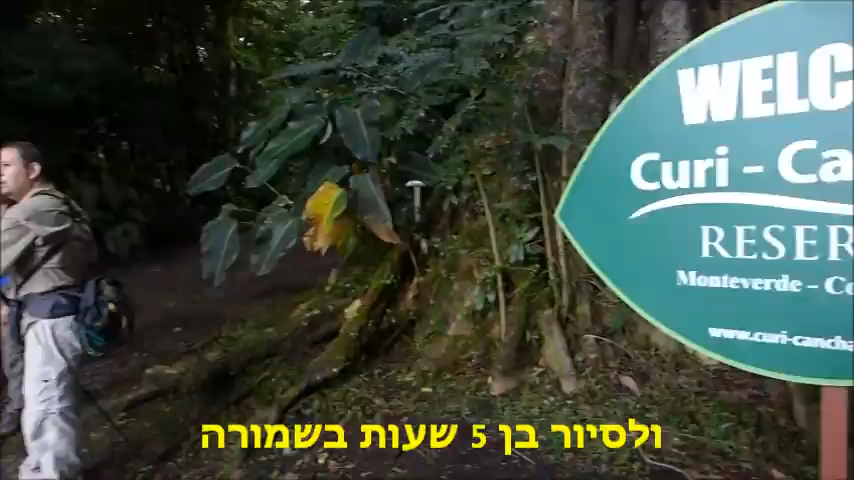 WELC
Curi - Ca
RESER
Monteverde - Co
www.curi-cancha
ולסיור בן 5 שעות בשמורה